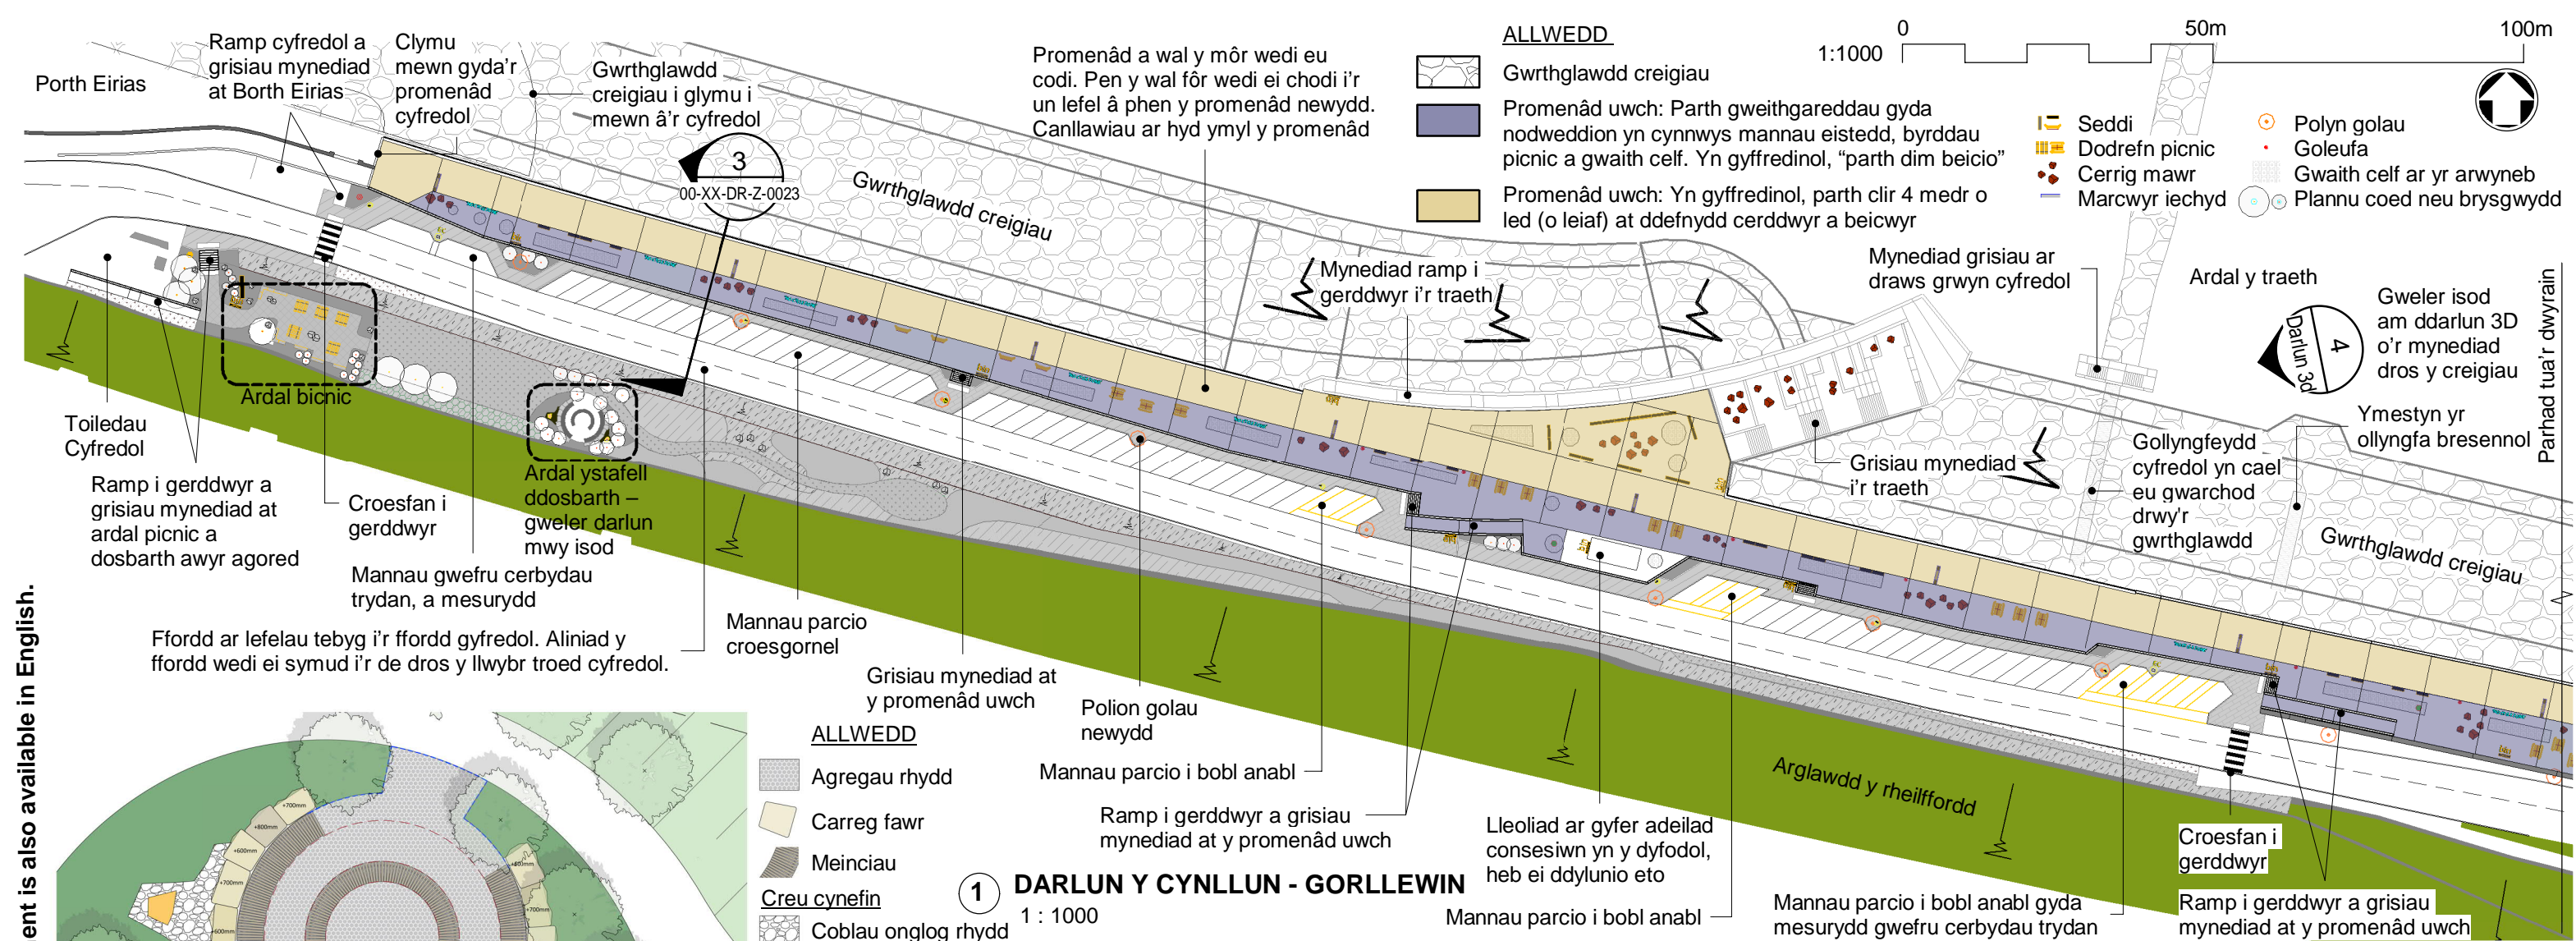 Porth Eirias
Ramp cyfredol a
grisiau mynediad
at Borth Eirias
Clymu
mewn gyda'r
promenâd
cyfredol
Gwrthglawdd
creigiau i glymu i
mewn â'r cyfredol
3
00-XX-DR-Z-0023
Gwrthglawdd creigiau
Promenâd a wal y môr wedi eu
codi. Pen y wal fôr wedi ei chodi i'r
un lefel â phen y promenâd newydd.
Canllawiau ar hyd ymyl y promenâd
ALLWEDD
Gwrthglawdd creigiau
Promenâd uwch: Parth gweithgareddau gyda
nodweddion yn cynnwys mannau eistedd, byrddau
picnic a gwaith celf. Yn gyffredinol, “parth dim beicio”
Promenâd uwch: Yn gyffredinol, parth clir 4 medr o
led (o leiaf) at ddefnydd cerddwyr a beicwyr
1:1000
0
50m
100m
Seddi
Dodrefn picnic
Cerrig mawr
Marcwyr iechyd
Polyn golau
Goleufa
Gwaith celf ar yr arwyneb
Plannu coed neu brysgwydd
Mynediad ramp i
gerddwyr i'r traeth
Mynediad grisiau ar
draws grwyn cyfredol
Ardal y traeth
4
Darlun 3d
Gweler isod
am ddarlun 3D
o'r mynediad
dros y creigiau
Parhad tua'r dwyrain
Ymestyn yr
ollyngfa bresennol
Gollyngfeydd
cyfredol yn cael
eu gwarchod
drwy'r
gwrthglawdd
Grisiau mynediad
i'r traeth
Gwrthglawdd creigiau
Toiledau
Cyfredol
Ardal bicnic
Ramp i gerddwyr a
grisiau mynediad at
ardal picnic a
dosbarth awyr agored
Croesfan i
gerddwyr
Ardal ystafell
ddosbarth –
gweler darlun
mwy isod
Mannau gwefru cerbydau
trydan, a mesurydd
Ffordd ar lefelau tebyg i'r ffordd gyfredol. Aliniad y
ffordd wedi ei symud i'r de dros y llwybr troed cyfredol.
Mannau parcio
croesgornel
Grisiau mynediad at
y promenâd uwch
Polion golau
newydd
Mannau parcio i bobl anabl
Ramp i gerddwyr a grisiau
mynediad at y promenâd uwch
Lleoliad ar gyfer adeilad
consesiwn yn y dyfodol,
heb ei ddylunio eto
Mannau parcio i bobl anabl
Arglawdd y rheilffordd
Mannau parcio i bobl anabl gyda
mesurydd gwefru cerbydau trydan
Croesfan i
gerddwyr
Ramp i gerddwyr a grisiau
mynediad at y promenâd uwch
ALLWEDD
Agregau rhydd
Carreg fawr
Meinciau
Creu cynefin
Coblau onglog rhydd
1
DARLUN Y CYNLLUN - GORLLEWIN
1 : 1000
+700mm
+800mm
+600mm
+700mm
+600mm
+700mm
ent is also available in English.